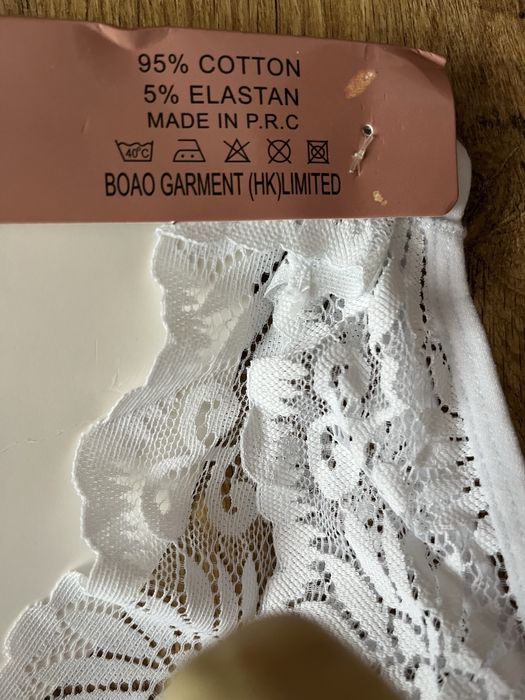 95% COTTON
5% ELASTAN
MADE IN P.R.C
40°C
BOAO GARMENT (HK)LIMITED